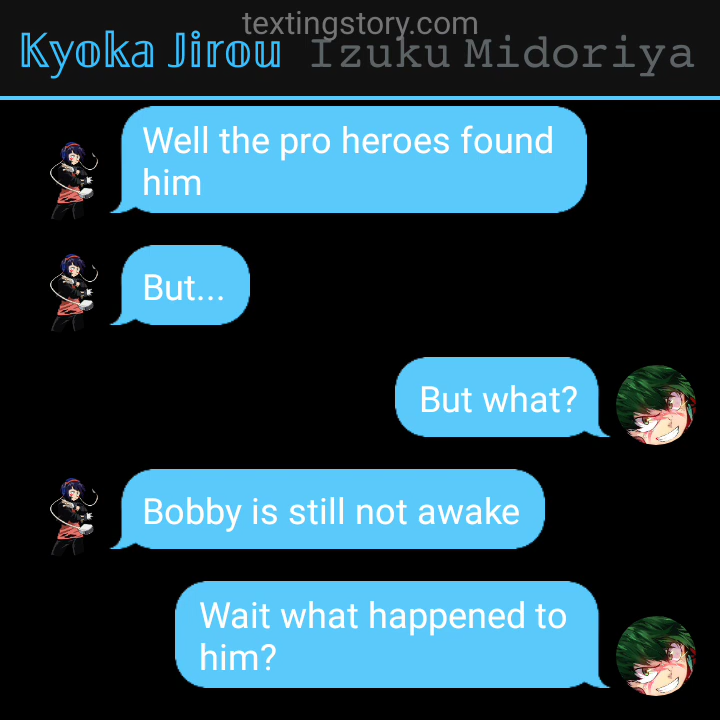 textingstory.com
Kyoka Jirou Izuku Midoriya
Well the pro heroes found
him
But...
But what?
Bobby is still not awake
Wait what happened to
him?